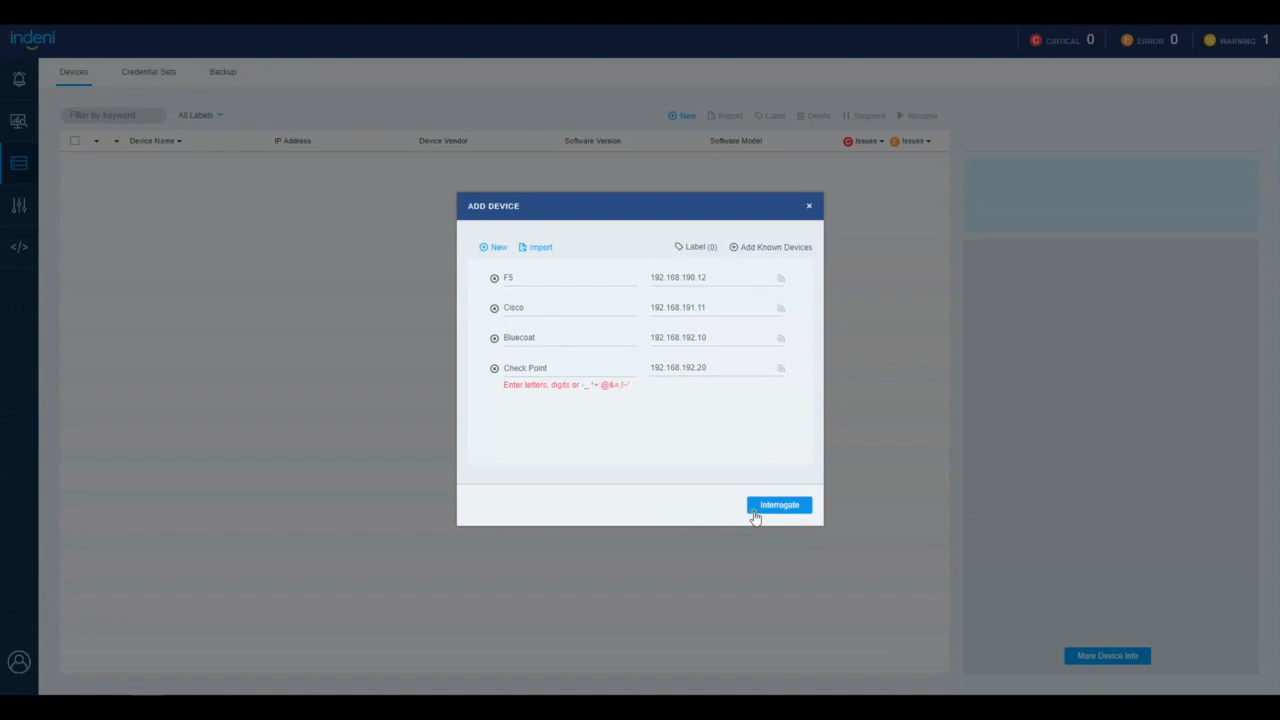 indeni
C CRITICAL 0
E ERROR 0
W WARNING 1
Devices
Credential Sets
Backup
Filter by keyword
All Labels
New
Report
Label
Delete
Suspend
Resume
Device Name
IP Address
Device Vendor
Software Version
Software Model
C Issues
E Issues
ADD DEVICE
New
Import
Label (0)
Add Known Devices
F5
192.168.190.12
Cisco
192.168.191.11
Bluecoat
192.168.192.10
Check Point
192.168.192.20
Enter letters, digits or
Interrogate
More Device Info